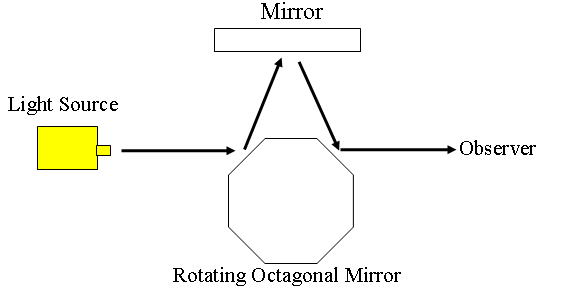 Mirror
Light Source
Observer
Rotating Octagonal Mirror